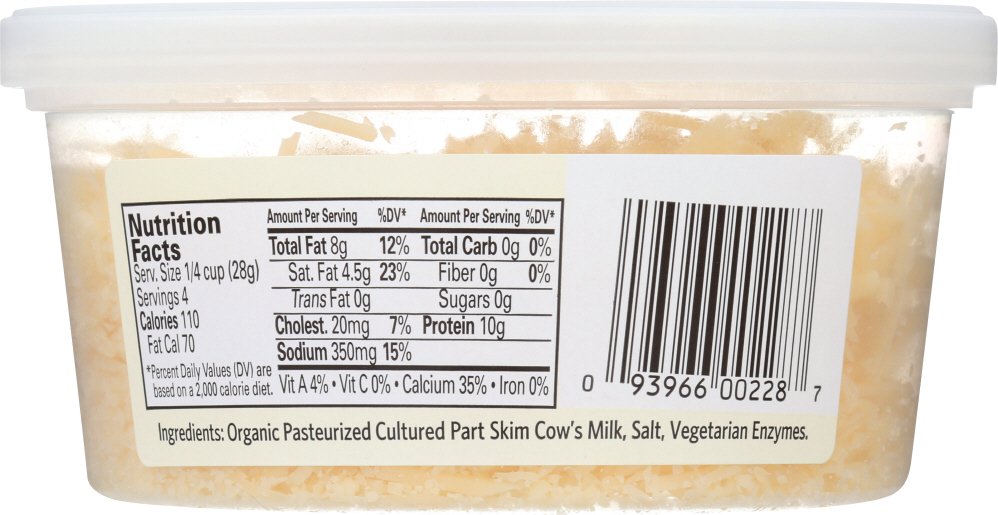 Nutrition
Facts
Serv. Size 1/4 cup (28g)
Servings 4
Calories 110
Fat Cal 70
*Percent Daily Values (DV) are
based on a 2,000 calorie diet.
Amount Per Serving %DV* Amount Per Serving %DV*
Total Fat 8g 12% Total Carb 0g 0%
Sat. Fat 4.5g 23% Fiber 0g 0%
Trans Fat 0g Sugars 0g
Cholest. 20mg 7% Protein 10g
Sodium 350mg 15%
Vit A 4% • Vit C 0% • Calcium 35% • Iron 0%
0 93966 00228 7
Ingredients: Organic Pasteurized Cultured Part Skim Cow's Milk, Salt, Vegetarian Enzymes.